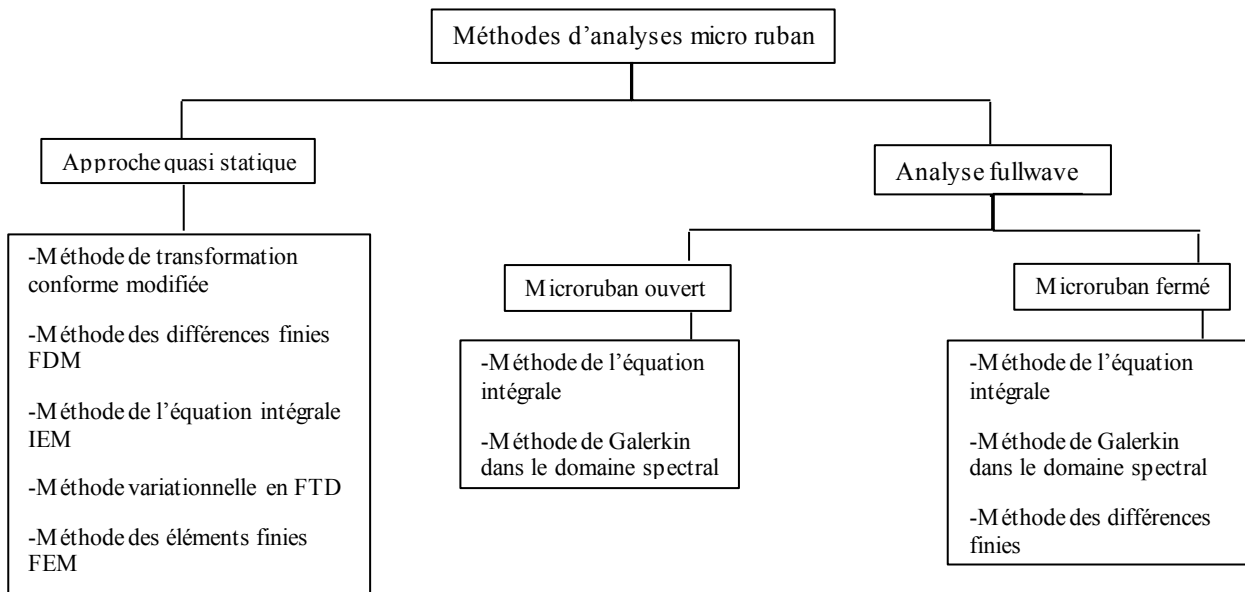 Méthodes d’analyses micro ruban
Approche quasi statique
Analyse fullwave
-Méthode de transformation
conforme modifiée
-Méthode des différences finies
FDM
-Méthode de l’équation intégrale
IEM
-Méthode variationnelle en FTD
-Méthode des éléments finies
FEM
Microruban ouvert
-Méthode de l’équation
intégrale
-Méthode de Galerkin
dans le domaine spectral
Microruban fermé
-Méthode de l’équation
intégrale
-Méthode de Galerkin
dans le domaine spectral
-Méthode des différences
finies